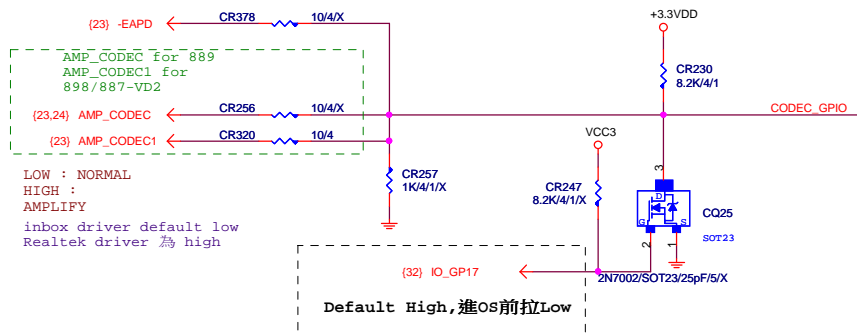 {23} -EAPD
CR378
10/4/X
+3.3VDD
AMP_CODEC for 889
AMP_CODEC1 for
898/887-VD2
CR230
8.2K/4/1
{23,24} AMP_CODEC
CR256
10/4/X
CODEC_GPIO
{23} AMP_CODEC1
CR320
10/4
VCC3
LOW : NORMAL
HIGH :
AMPLIFY
CR257
1K/4/1/X
3
CR247
8.2K/4/1/X
D
G
S
CQ25
SOT23
inbox driver default low
Realtek driver 為 high
2
1
{32} IO_GP17
2N7002/SOT23/25pF/5/X
Default High,進OS前拉Low